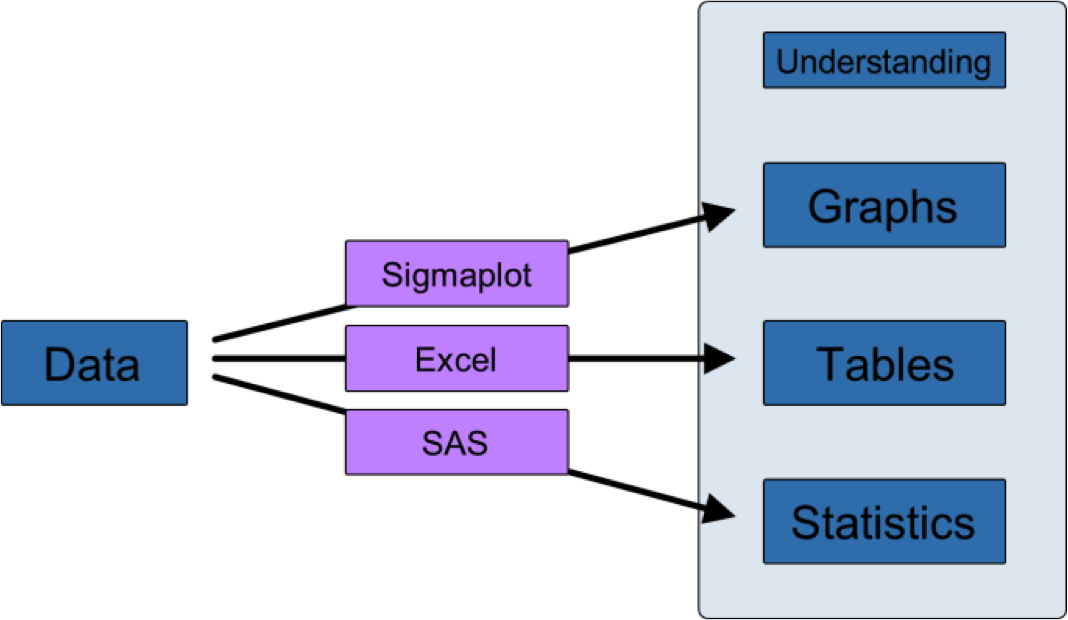 Understanding
Graphs
Sigmaplot
Data
Excel
Tables
SAS
Statistics